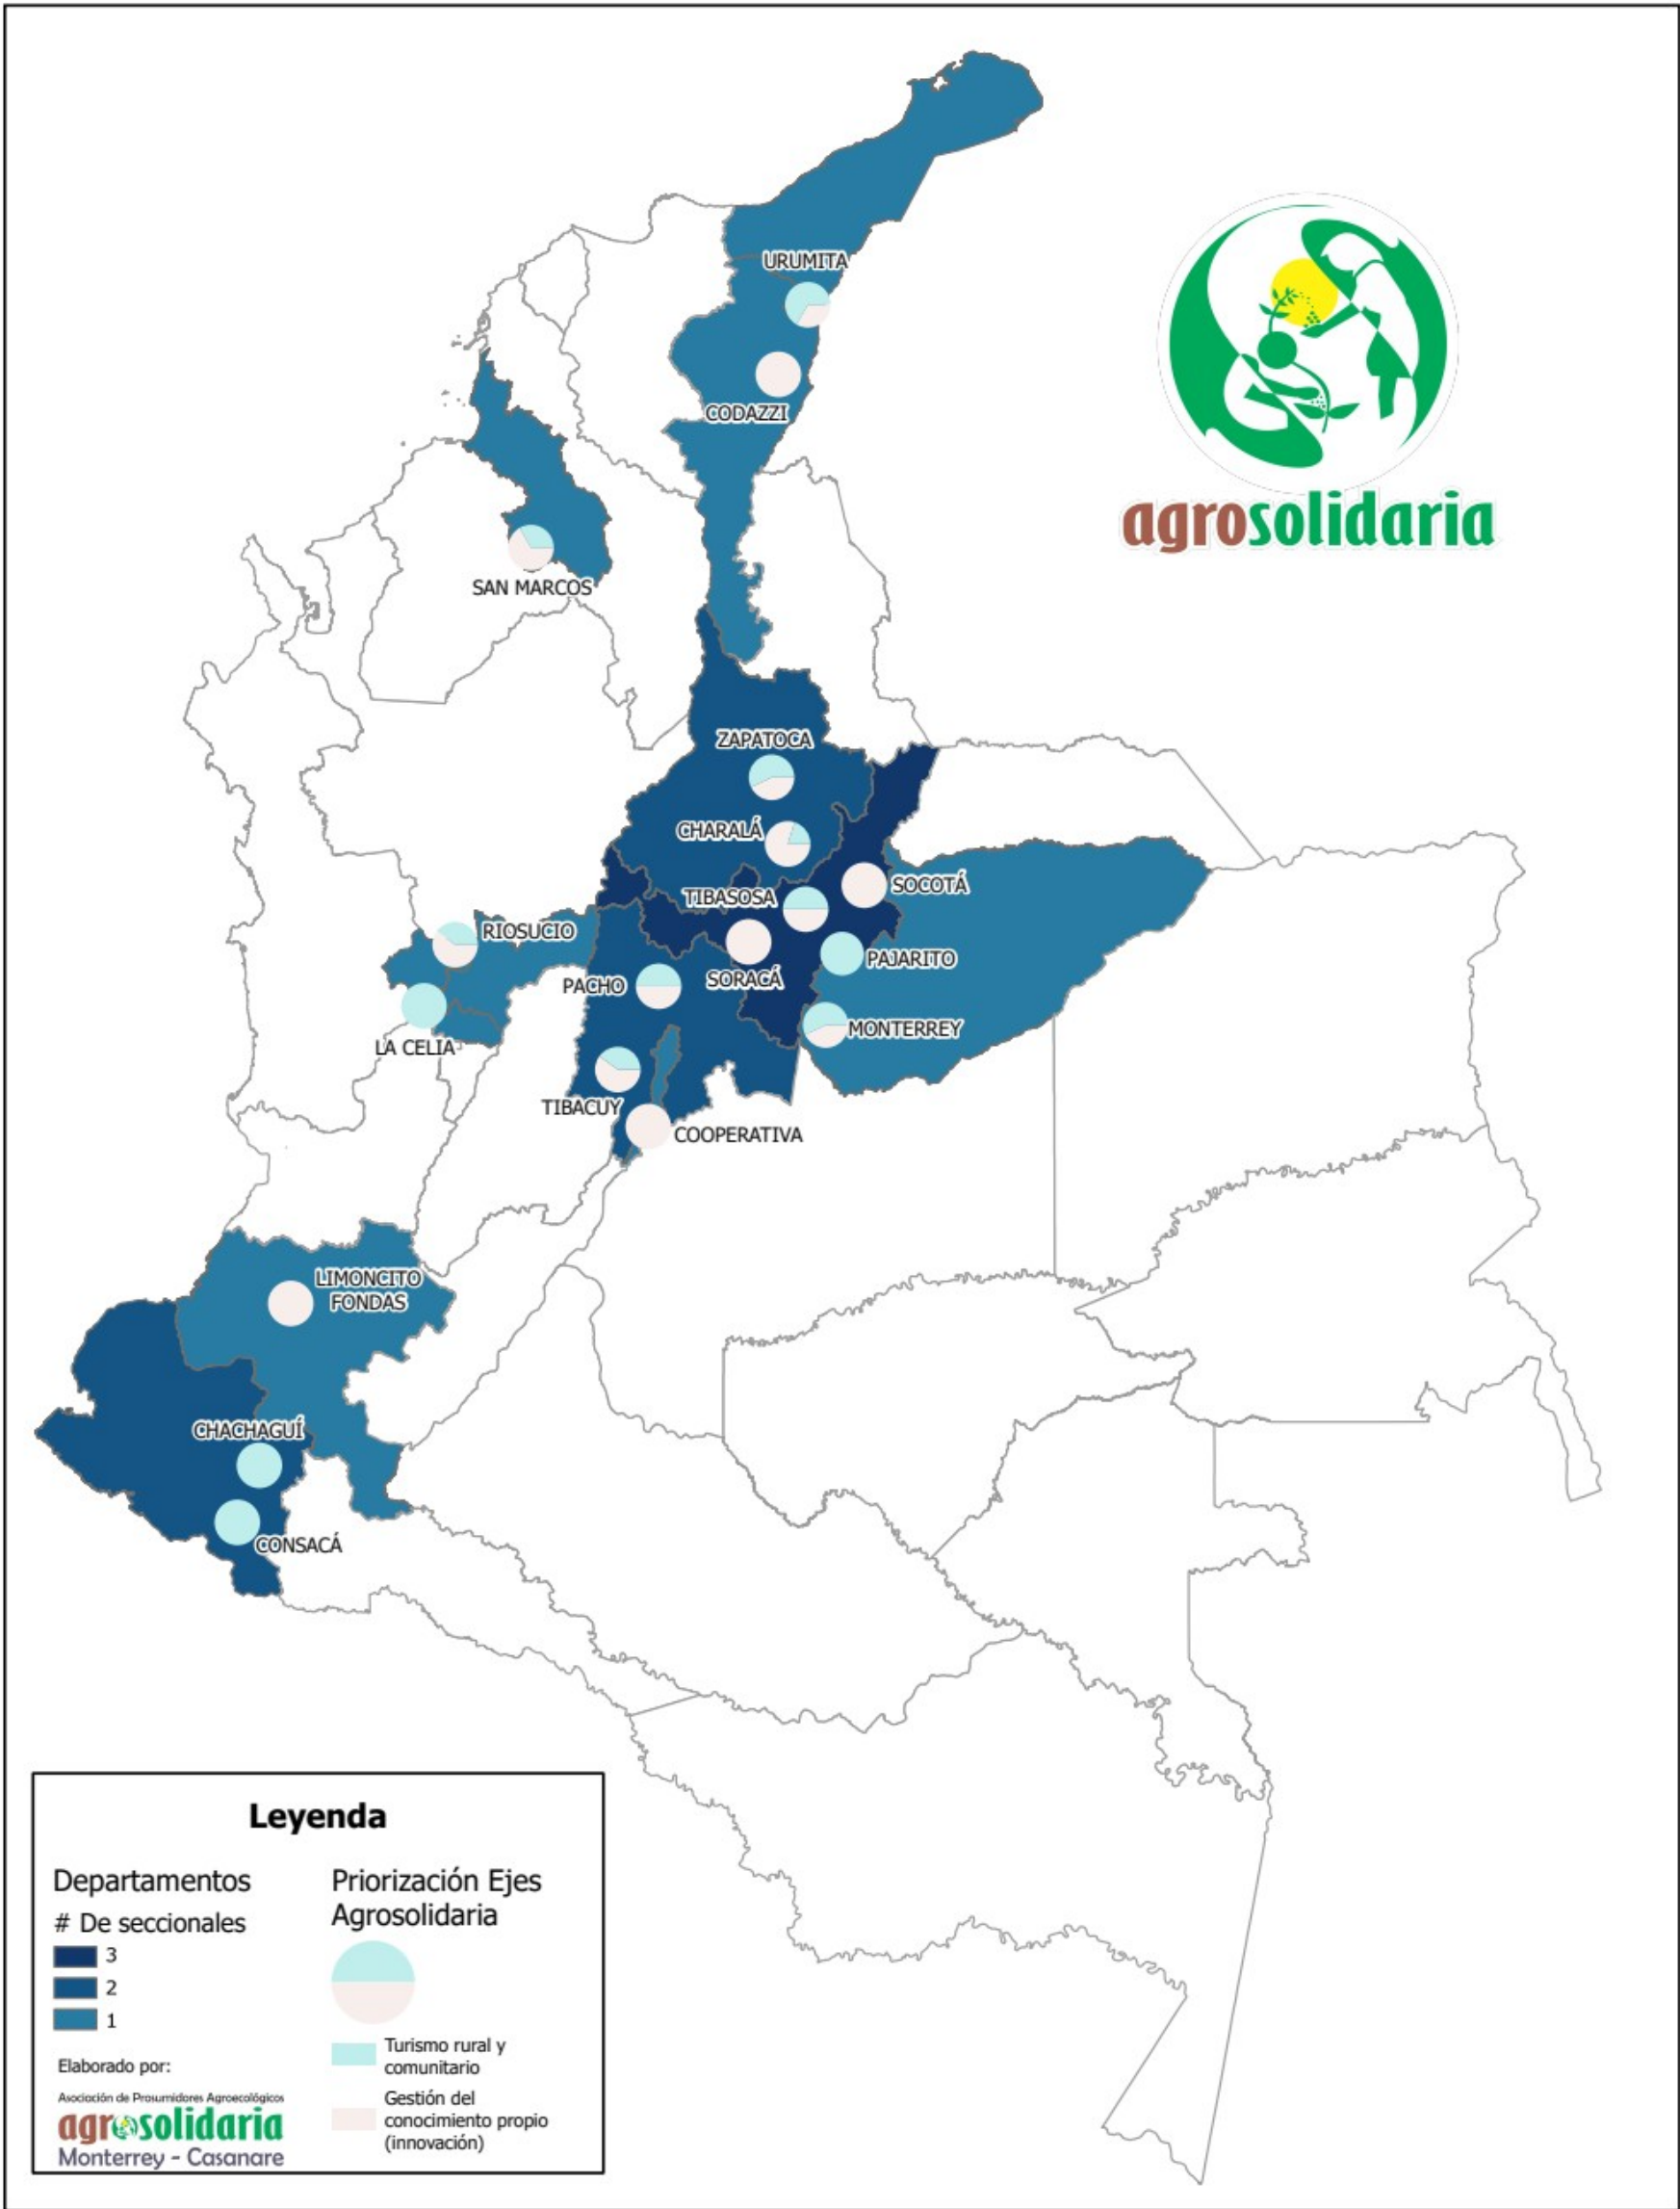 URUMITA
CODAZZI
agrosolidaria
SAN MARCOS
ZAPATOCA
CHARALÁ
SOCOTÁ
TIBASOSA
RIOSUCIO
PAJARITO
SORACÁ
PACHO
MONTERREY
LA CELIA
TIBACUY
COOPERATIVA
LIMONCITO
FONDAS
CHACHAGUÍ
CONSACÁ
Leyenda
Departamentos
# De seccionales
3
2
1
Elaborado por:
Asociación de Prosumidores Agroecológicos
agrosolidaria
Monterrey - Casanare
Priorización Ejes
Agrosolidaria
Turismo rural y
comunitario
Gestión del
conocimiento propio
(innovación)